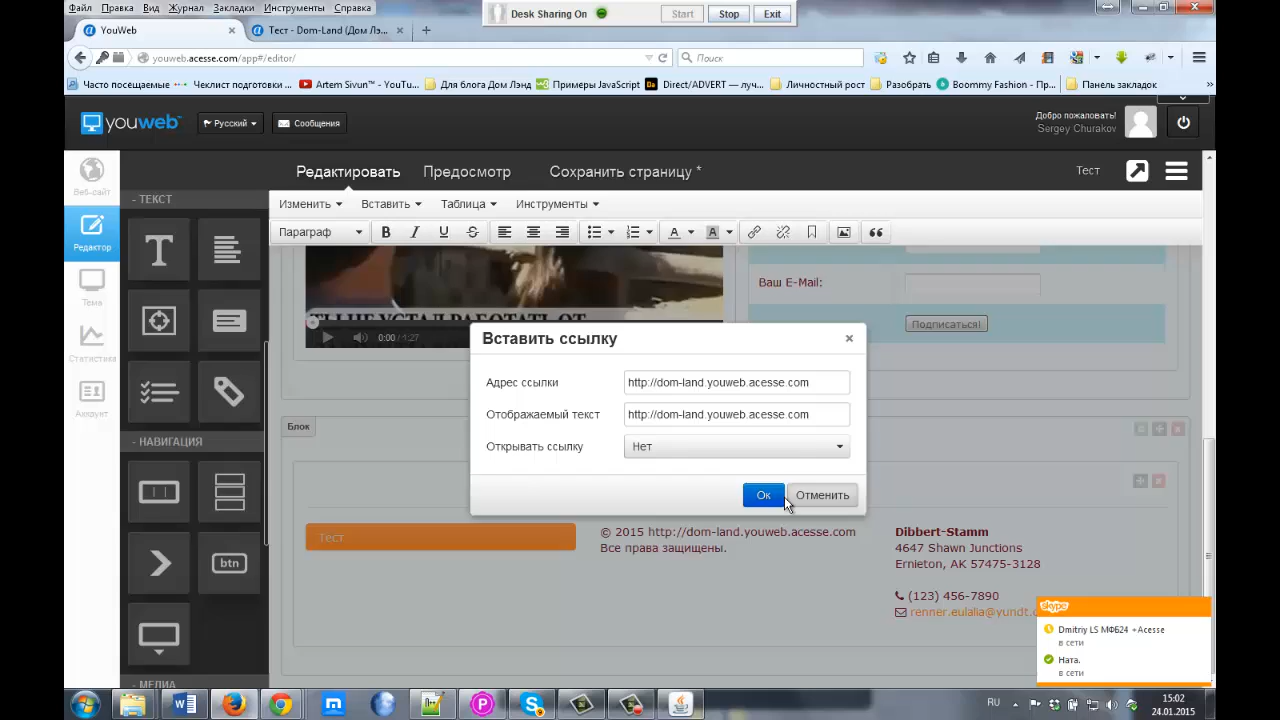 Файл Правка Вид Журнал Закладки Инструменты Справка
Desk Sharing On Start Stop Exit
YouWeb × Тест - Dom-Land (Дом Лэ... × +
youweb.acesse.com/app#/editor/ Поиск
Часто посещаемые Чеклист подготовки ... Artem Sivun™ - YouTu... Для блога Дом Лэнд Примеры JavaScript Direct/ADVERT — луч... Личностный рост Разобрать Boommy Fashion - Пр... Панель закладок
youweb Русский Сообщения
Добро пожаловать!
Sergey Churakov
Веб-сайт
Редактор
Тема
Статистика
Аккаунт
- ТЕКСТ
T
- НАВИГАЦИЯ
btn
- МЕДИА
Редактировать Предосмотр Сохранить страницу * Тест
Изменить Вставить Таблица Инструменты
Параграф B I U S A A
Ваш E-Mail:
Подписаться!
ТЫ НЕ УСТАЛ РАБОТАТЬ ОТ
0:00 / 1:27
Вставить ссылку ×
Адрес ссылки http://dom-land.youweb.acesse.com
Отображаемый текст http://dom-land.youweb.acesse.com
Открывать ссылку Нет
Ок Отменить
Блок
Тест
© 2015 http://dom-land.youweb.acesse.com
Все права защищены.
Dibbert-Stamm
4647 Shawn Junctions
Ernieton, AK 57475-3128
(123) 456-7890
renner.eulalia@yundt.c
skype
Dmitriy LS МФБ24 +Acesse
в сети
Ната.
в сети
RU 15:02
24.01.2015